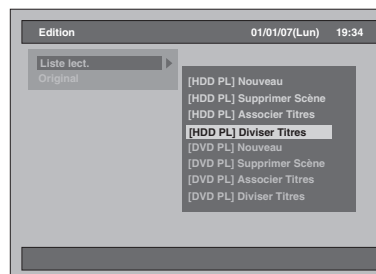 Edition 01/01/07(Lun) 19:34
Liste lect.
Original
[HDD PL] Nouveau
[HDD PL] Supprimer Scène
[HDD PL] Associer Titres
[HDD PL] Diviser Titres
[DVD PL] Nouveau
[DVD PL] Supprimer Scène
[DVD PL] Associer Titres
[DVD PL] Diviser Titres